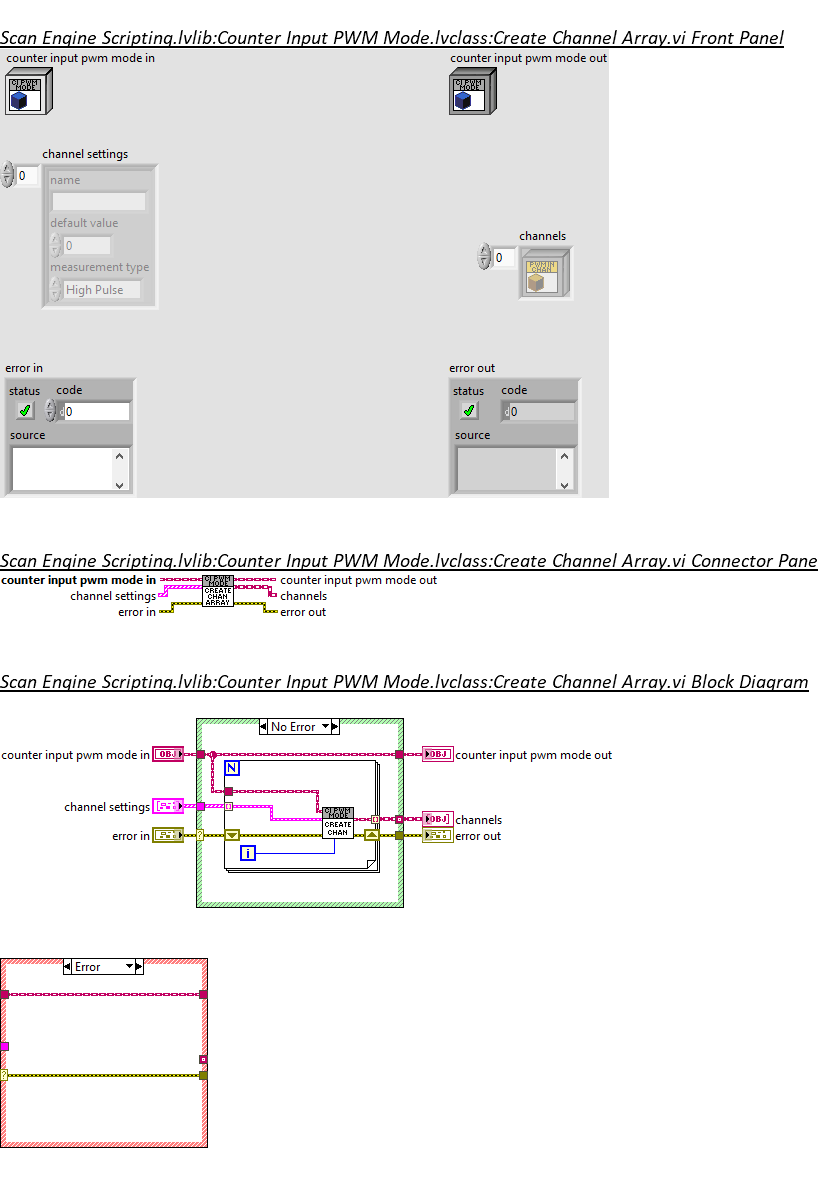 Scan Engine Scripting.lvlib:Counter Input PWM Mode.lvclass:Create Channel Array.vi Front Panel
counter input pwm mode in
counter input pwm mode out
CI PWM
MODE
CI PWM
MODE
channel settings
0
name
default value
0
measurement type
High Pulse
channels
0
PWM IN
CHAN
error in
status
code
d0
source
error out
status
code
d0
source
Scan Engine Scripting.lvlib:Counter Input PWM Mode.lvclass:Create Channel Array.vi Connector Pane
counter input pwm mode in
channel settings
error in
CI PWM
MODE
CREATE
CHAN
ARRAY
counter input pwm mode out
channels
error out
Scan Engine Scripting.lvlib:Counter Input PWM Mode.lvclass:Create Channel Array.vi Block Diagram
No Error
counter input pwm mode in
OBJ
OBJ
counter input pwm mode out
N
channel settings
CI PWM
MODE
CREATE
CHAN
OBJ
channels
error in
?
error out
i
Error
?